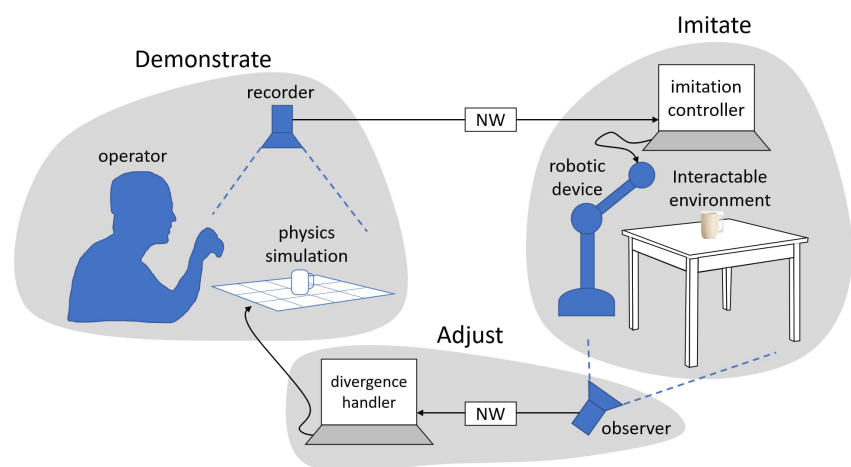 Demonstrate
recorder
operator
physics
simulation
NW
Imitate
imitation
controller
robotic
device
Interactable
environment
Adjust
divergence
handler
NW
observer